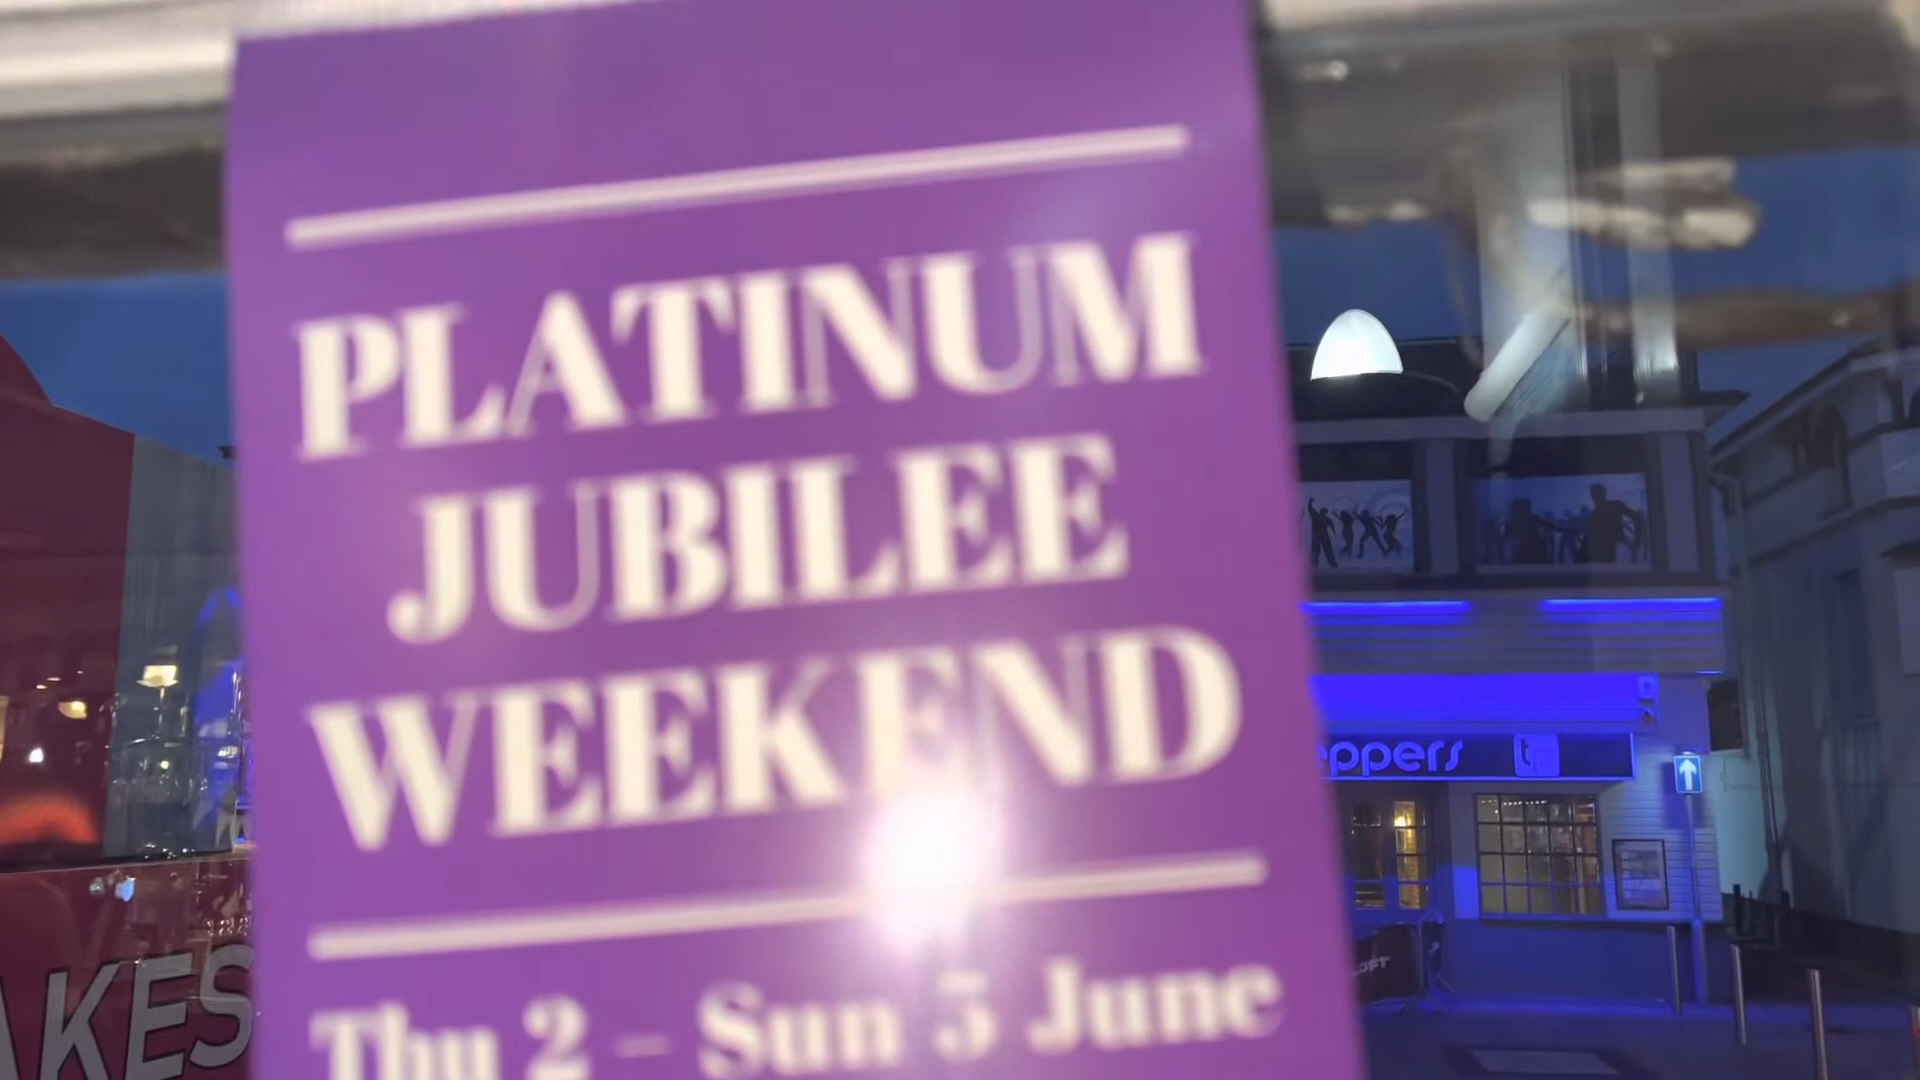 PLATINUM
JUBILEE
WEEKEND
Thu 2 – Sun 5 June
eppers
AKES